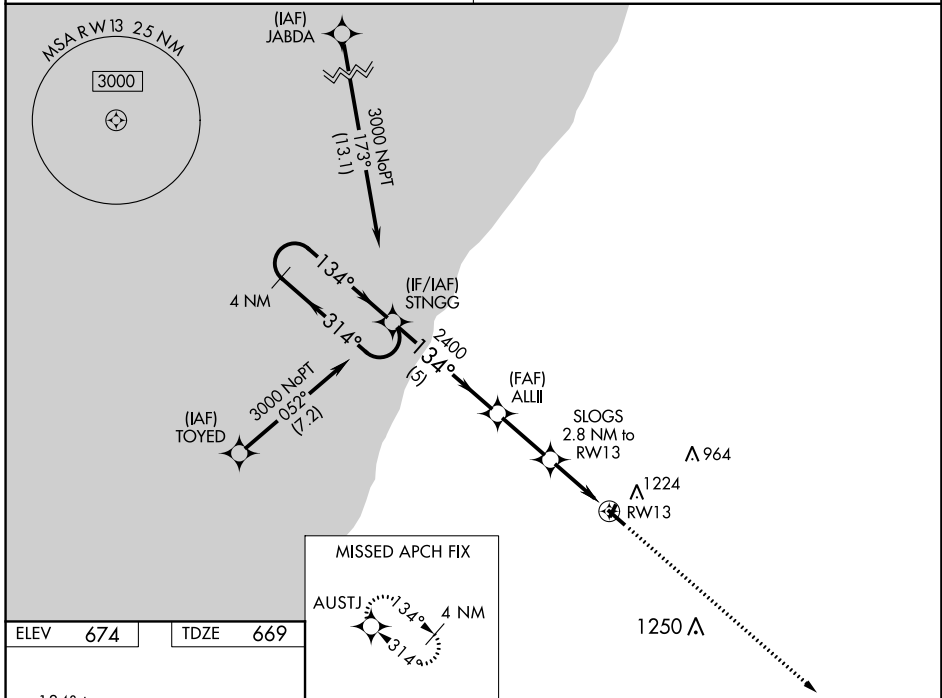 MSA RW13 25 NM
3000
(IAF)
JABDA
3000 NoPT
173°
(13.1)
134°
4 NM
314°
(IF/IAF)
STNGG
2400
134°
(5)
(FAF)
ALLII
SLOGS
2.8 NM to
RW13
964
1224
RW13
(IAF)
TOYED
3000 NoPT
052°
(7.2)
MISSED APCH FIX
AUSTJ
134°
4 NM
314°
1250
ELEV 674
TDZE 669